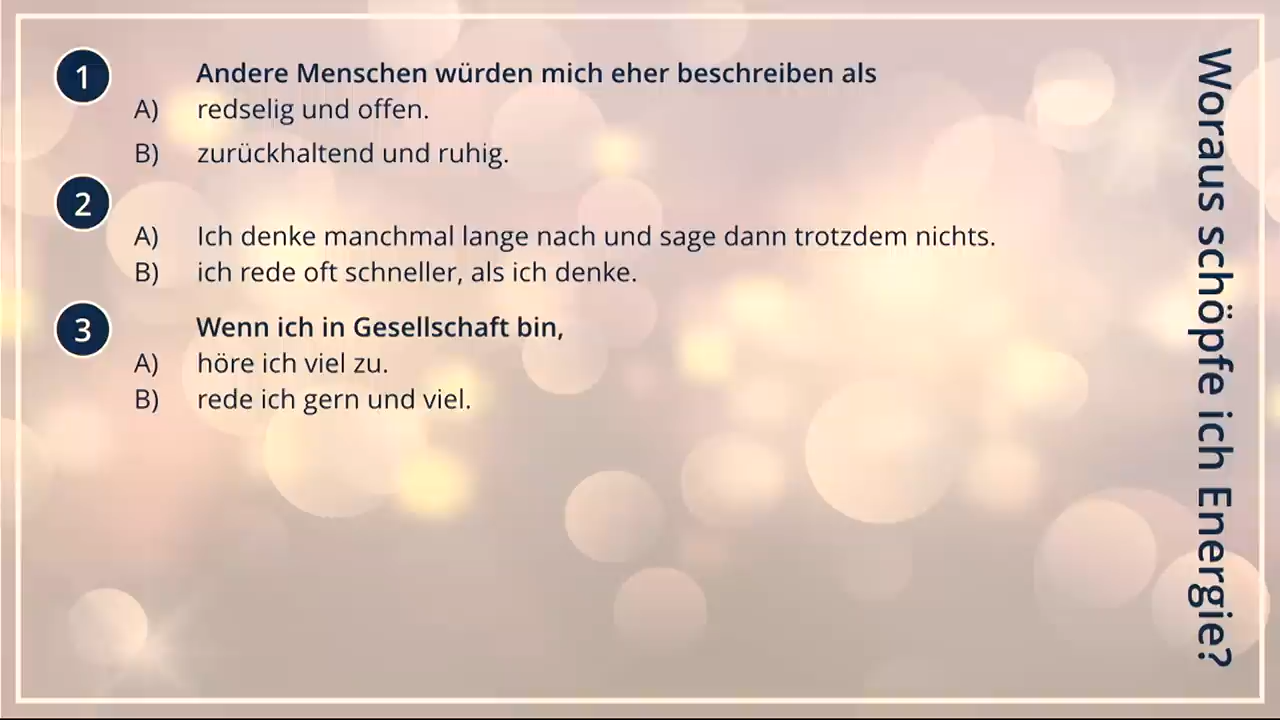 1 Andere Menschen würden mich eher beschreiben als
A) redselig und offen.
B) zurückhaltend und ruhig.
2
A) Ich denke manchmal lange nach und sage dann trotzdem nichts.
B) ich rede oft schneller, als ich denke.
3 Wenn ich in Gesellschaft bin,
A) höre ich viel zu.
B) rede ich gern und viel.
Woraus schöpfe ich Energie?